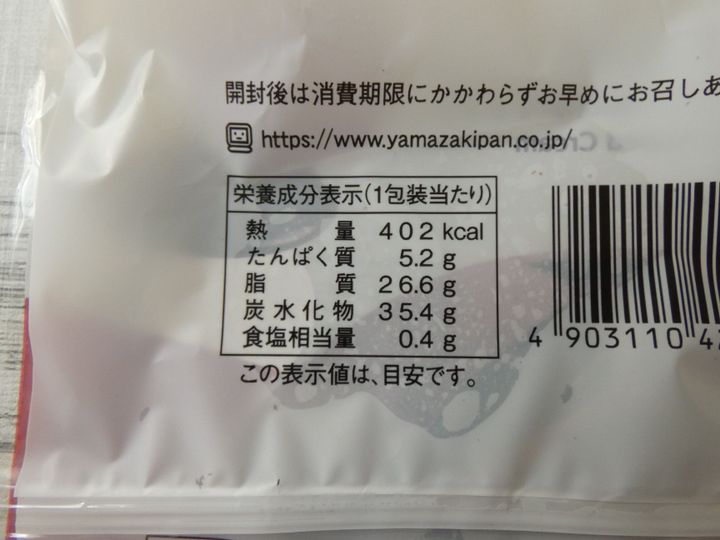 開封後は消費期限にかかわらずお早めにお召しあ
https://www.yamazakipan.co.jp/
栄養成分表示(1包装当たり)
熱量 402 kcal
たんぱく質 5.2 g
脂質 26.6 g
炭水化物 35.4 g
食塩相当量 0.4 g
この表示値は、目安です。
4 903110 42